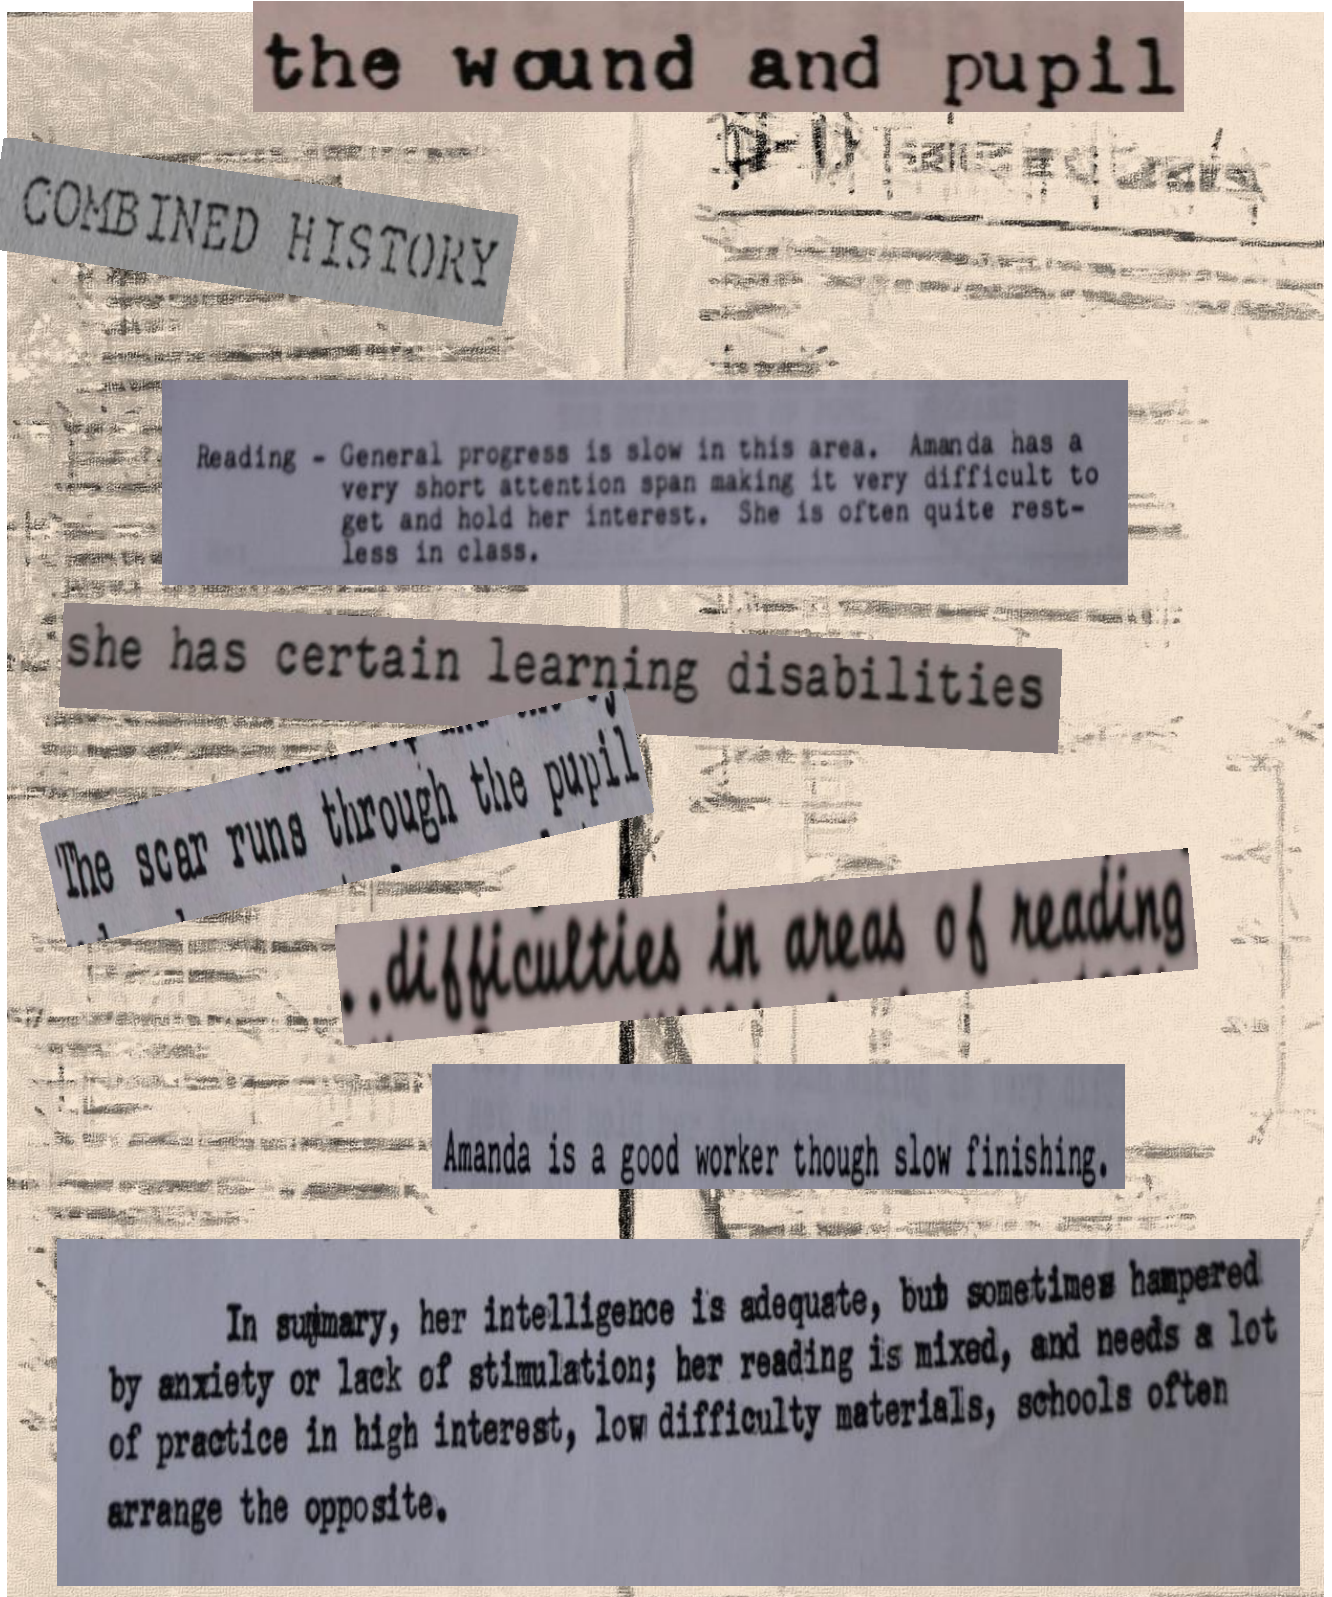 the wound and pupil
COMBINED HISTORY
Reading - General progress is slow in this area. Amanda has a
very short attention span making it very difficult to
get and hold her interest. She is often quite rest-
less in class.
she has certain learning disabilities
The scar runs through the pupil
..difficulties in areas of reading
Amanda is a good worker though slow finishing.
In summary, her intelligence is adequate, but sometimes hampered
by anxiety or lack of stimulation; her reading is mixed, and needs a lot
of practice in high interest, low difficulty materials, schools often
arrange the opposite.